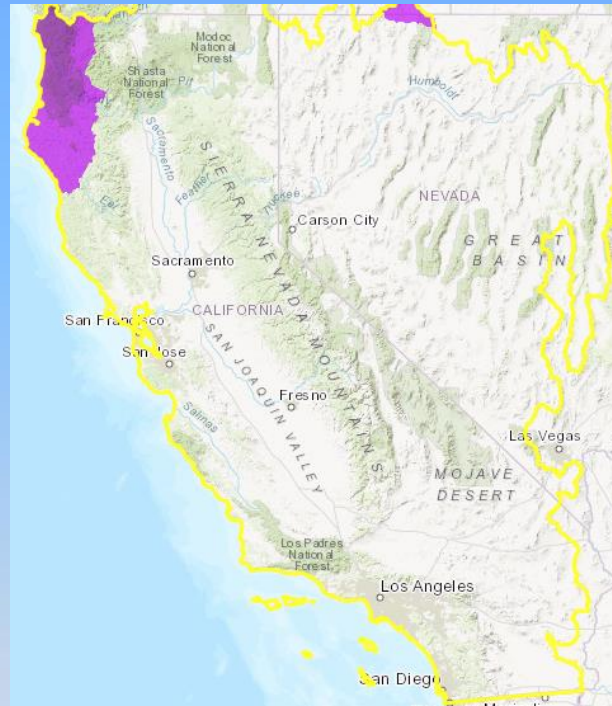 Modoc
National
Forest
Shasta
National
Forest
Pit
Humboldt
Sacramento
SIERRA NEVADA MOUNTAINS
Feather
Truckee
NEVADA
Eel
Carson City
GREAT
BASIN
Sacramento
CALIFORNIA
San Francisco
San Jose
SAN JOAQUIN VALLEY
Fresno
Salinas
Las Vegas
MOJAVE
DESERT
Los Padres
National
Forest
Los Angeles
San Diego